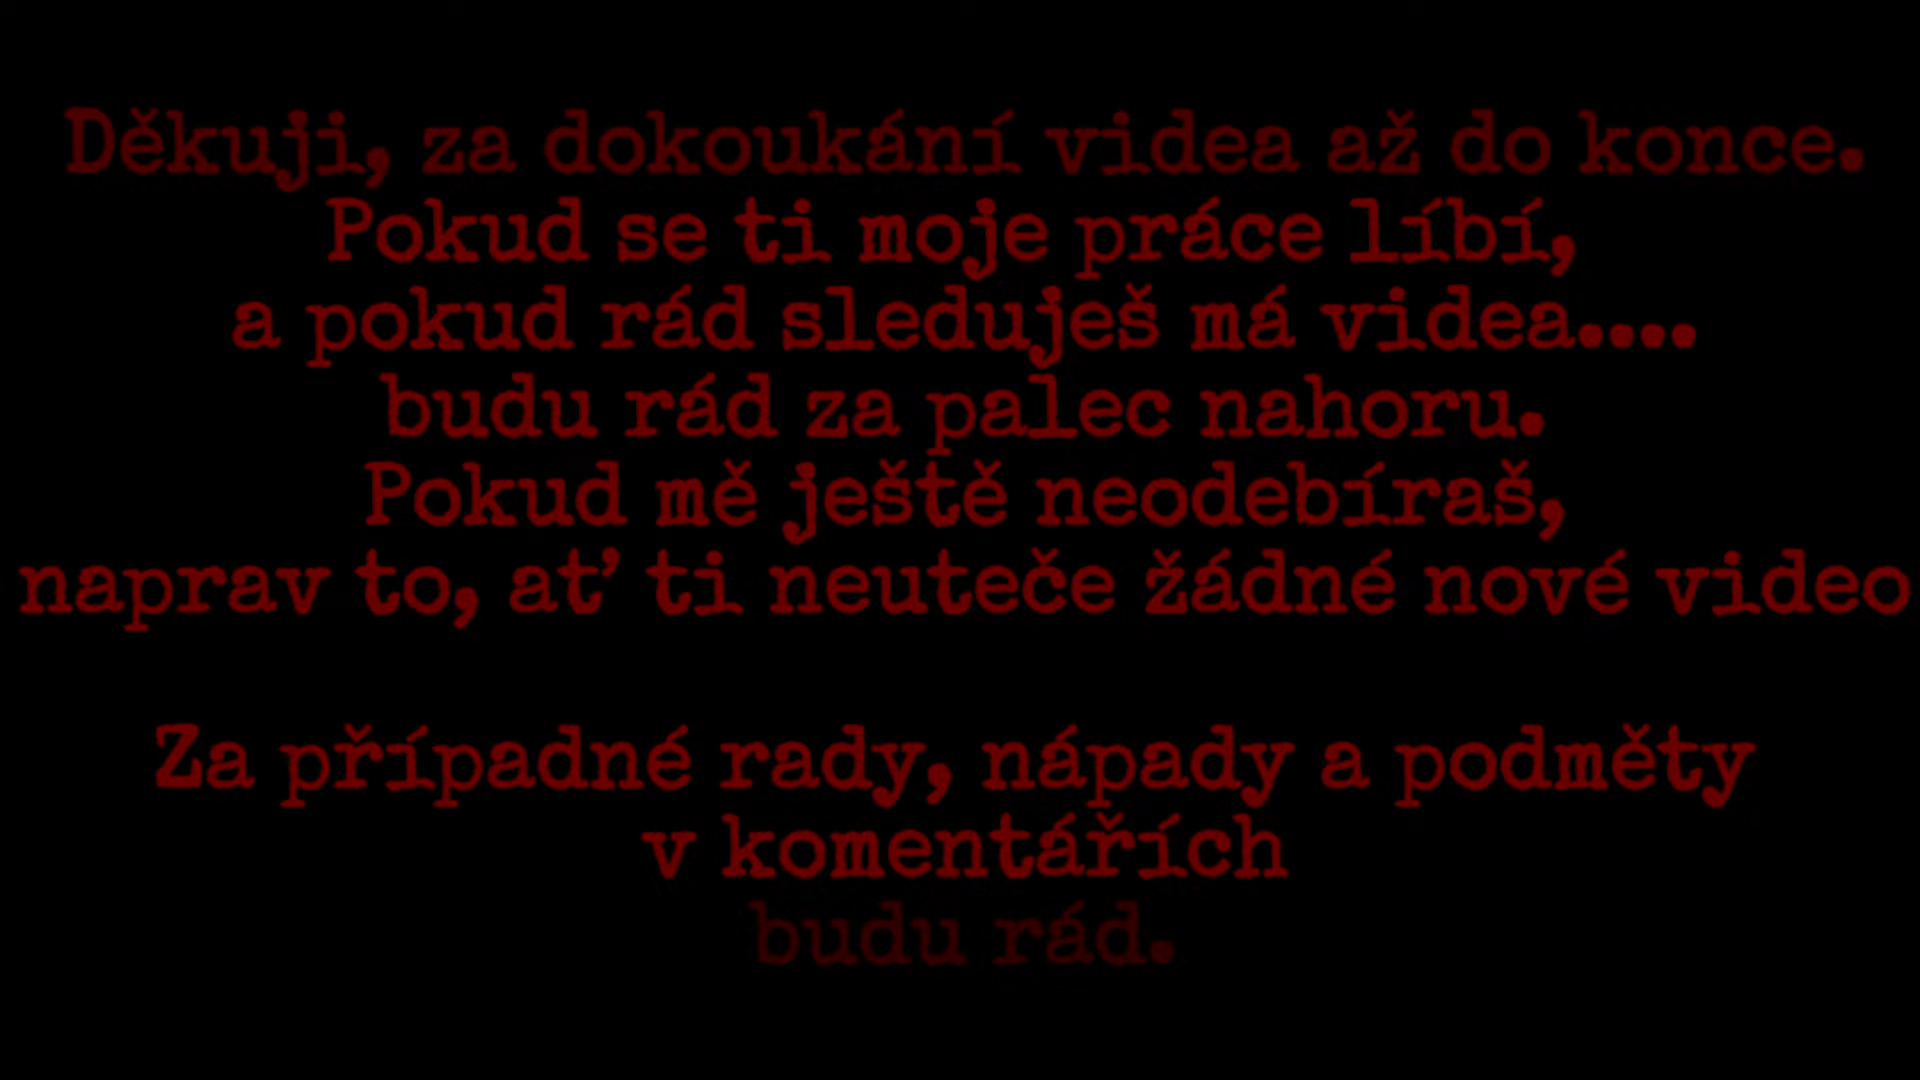 Děkuji, za dokoukání videa až do konce.
Pokud se ti moje práce líbí,
a pokud rád sleduješ má videa....
budu rád za palec nahoru.
Pokud mě ještě neodebíraš,
naprav to, ať ti neuteče žádné nové video
Za případné rady, nápady a podměty
v komentářích
budu rád.